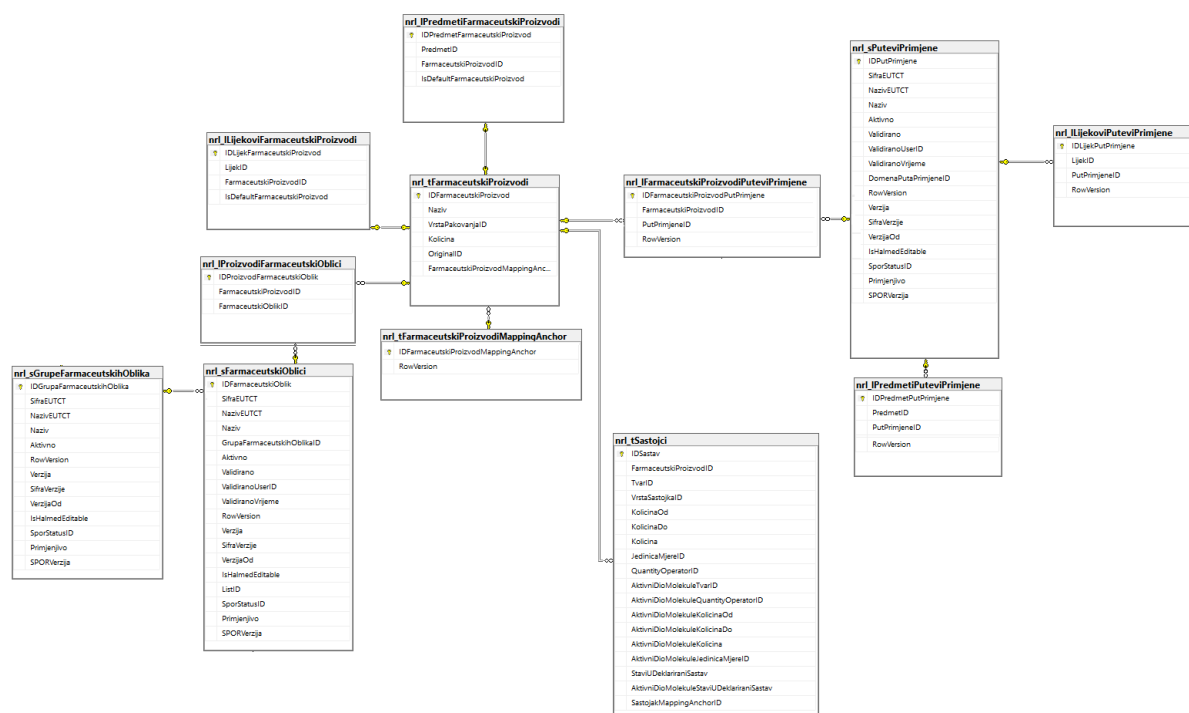 nrl_lPredmetiFarmaceutskiProizvodi
IDPredmetFarmaceutskiProizvod
PredmetID
FarmaceutskiProizvodID
IsDefaultFarmaceutskiProizvod
nrl_sPuteviPrimjene
IDPutPrimjene
SifraEUTCT
NazivEUTCT
Naziv
Aktivno
Validirano
ValidiranoUserID
ValidiranoVrijeme
DomenaPutaPrimjeneID
RowVersion
Verzija
SifraVerzije
VerzijaOd
IsHalmedEditable
SporStatusID
Primjenjivo
SPORVerzija
nrl_lLijekoviPuteviPrimjene
IDLijekPutPrimjene
LijekID
PutPrimjeneID
RowVersion
nrl_lLijekoviFarmaceutskiProizvodi
IDLijekFarmaceutskiProizvod
LijekID
FarmaceutskiProizvodID
IsDefaultFarmaceutskiProizvod
nrl_tFarmaceutskiProizvodi
IDFarmaceutskiProizvod
Naziv
VrstaPakovanjaID
Kolicina
OriginalID
FarmaceutskiProizvodMappingAnc...
nrl_lFarmaceutskiProizvodiPuteviPrimjene
IDFarmaceutskiProizvodPutPrimjene
FarmaceutskiProizvodID
PutPrimjeneID
RowVersion
nrl_lProizvodiFarmaceutskiOblici
IDProizvodFarmaceutskiOblik
FarmaceutskiProizvodID
FarmaceutskiOblikID
nrl_tFarmaceutskiProizvodiMappingAnchor
IDFarmaceutskiProizvodMappingAnchor
RowVersion
nrl_sGrupeFarmaceutskihOblika
IDGrupaFarmaceutskihOblika
SifraEUTCT
NazivEUTCT
Naziv
Aktivno
RowVersion
Verzija
SifraVerzije
VerzijaOd
IsHalmedEditable
SporStatusID
Primjenjivo
SPORVerzija
nrl_sFarmaceutskiOblici
IDFarmaceutskiOblik
SifraEUTCT
NazivEUTCT
Naziv
GrupaFarmaceutskihOblikaID
Aktivno
Validirano
ValidiranoUserID
ValidiranoVrijeme
RowVersion
Verzija
SifraVerzije
VerzijaOd
IsHalmedEditable
ListID
SporStatusID
Primjenjivo
SPORVerzija
nrl_lPredmetiPuteviPrimjene
IDPredmetPutPrimjene
PredmetID
PutPrimjeneID
RowVersion
nrl_tSastojci
IDSastav
FarmaceutskiProizvodID
TvarID
VrstaSastojkaID
KolicinaOd
KolicinaDo
Kolicina
JedinicaMjereID
QuantityOperatorID
AktivniDioMolekuleTvarID
AktivniDioMolekuleQuantityOperatorID
AktivniDioMolekuleKolicinaOd
AktivniDioMolekuleKolicinaDo
AktivniDioMolekuleKolicina
AktivniDioMolekuleJedinicaMjereID
StaviUDeklariraniSastav
AktivniDioMolekuleStaviUDeklariraniSastav
SastojakMappingAnchorID